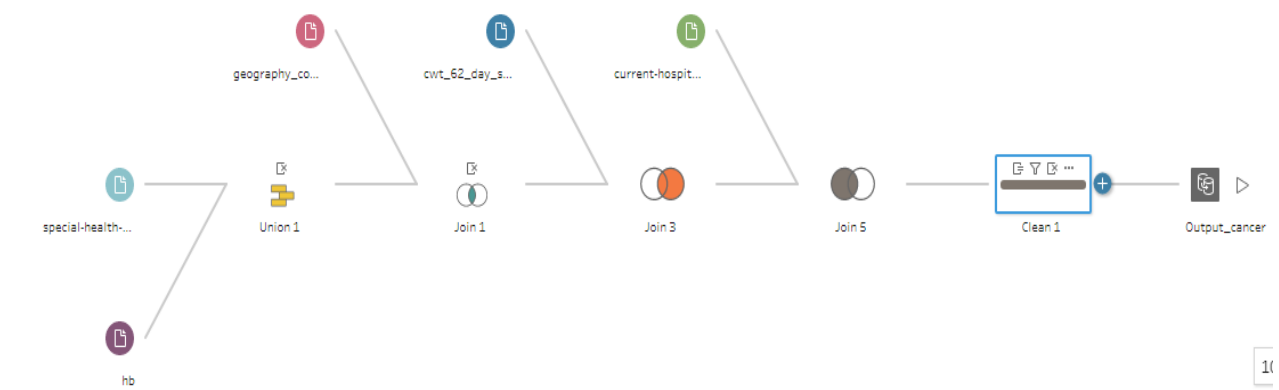 geography_co...
cwt_62_day_s...
current-hospit...
special-health-...
Union 1
Join 1
Join 3
Join 5
Clean 1
Output_cancer
hb